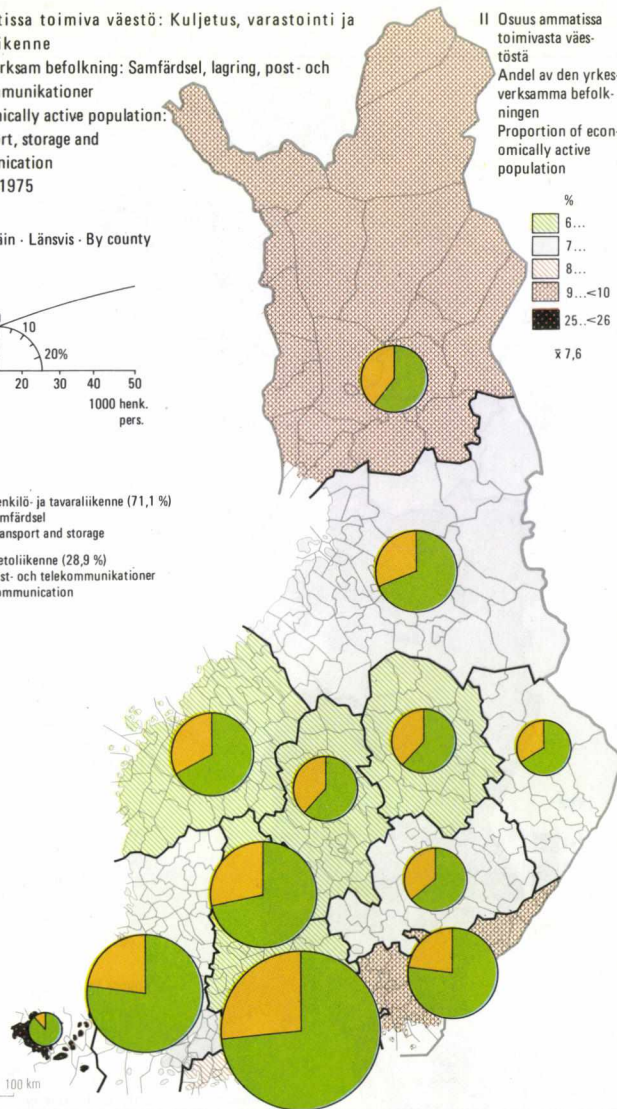 tissa toimiva väestö: Kuljetus, varastointi ja
iikenne
rksam befolkning: Samfärdsel, lagring, post- och
munikationer
ically active population:
rt, storage and
nication
1975
äin · Länsvis · By county
10
20%
20 30 40 50
1000 henk.
pers.
enkilö- ja tavaraliikenne (71,1 %)
mfärdsel
ansport and storage
etoliikenne (28,9 %)
st- och telekommunikationer
ommunication
II Osuus ammatissa
toimivasta väes-
töstä
Andel av den yrkes-
verksamma befolk-
ningen
Proportion of econ-
omically active
population
%
6...
7...
8...
9...<10
25..<26
x̄ 7,6
100 km